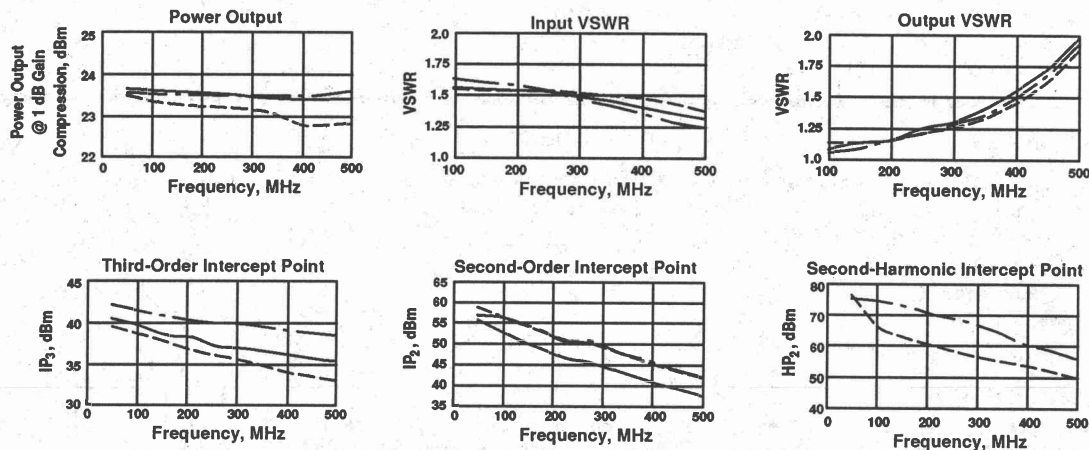 Power Output
Power Output
@ 1 dB Gain
Compression, dBm
25
24
23
22
0 100 200 300 400 500
Frequency, MHz
Input VSWR
VSWR
2.0
1.75
1.5
1.25
1.0
100 200 300 400 500
Frequency, MHz
Output VSWR
VSWR
2.0
1.75
1.5
1.25
1.0
100 200 300 400 500
Frequency, MHz
Third-Order Intercept Point
IP3, dBm
45
40
35
30
0 100 200 300 400 500
Frequency, MHz
Second-Order Intercept Point
IP2, dBm
65
60
55
50
45
40
35
0 100 200 300 400 500
Frequency, MHz
Second-Harmonic Intercept Point
HP2, dBm
80
70
60
50
40
0 100 200 300 400 500
Frequency, MHz